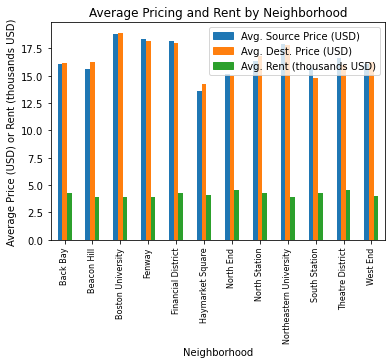 Average Pricing and Rent by Neighborhood
Average Price (USD) or Rent (thousands USD)
17.5
15.0
12.5
10.0
7.5
5.0
2.5
0.0
Avg. Source Price (USD)
Avg. Dest. Price (USD)
Avg. Rent (thousands USD)
Back Bay
Beacon Hill
Boston University
Fenway
Financial District
Haymarket Square
North End
North Station
Northeastern University
South Station
Theatre District
West End
Neighborhood